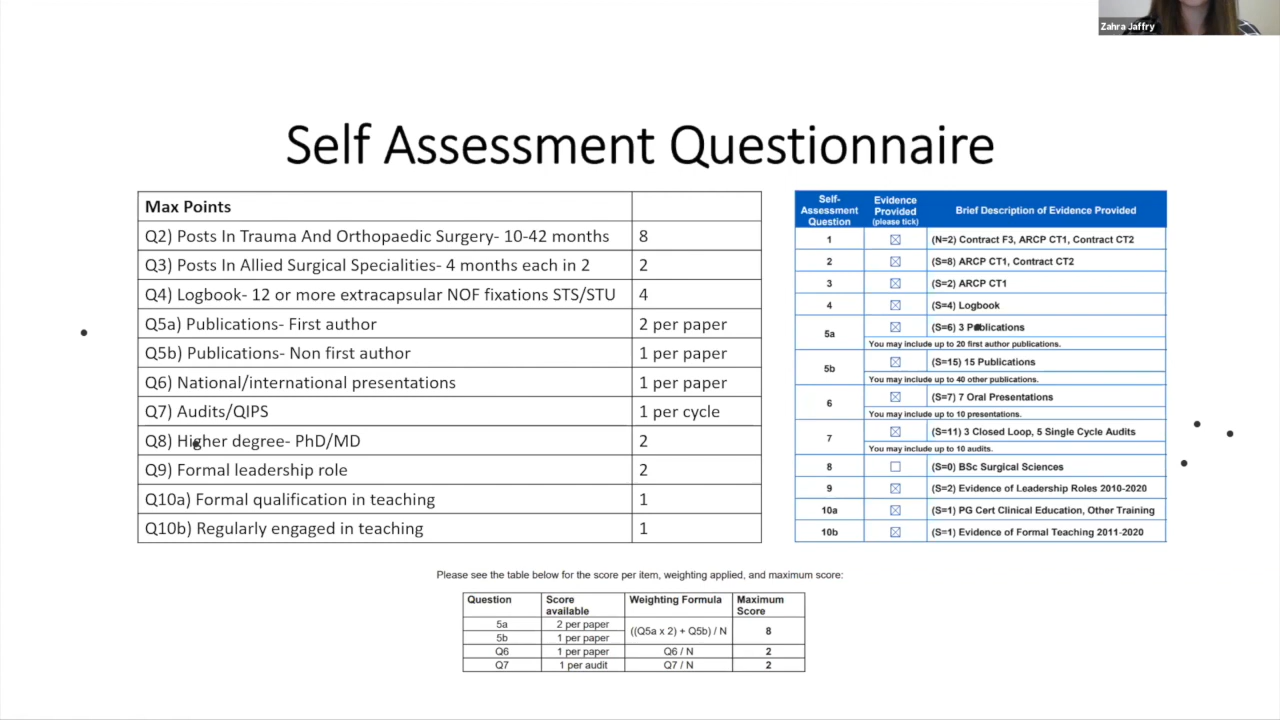 Zahra Jaffry
Self Assessment Questionnaire
Max Points
Q2) Posts In Trauma And Orthopaedic Surgery- 10-42 months 8
Q3) Posts In Allied Surgical Specialities- 4 months each in 2 2
Q4) Logbook- 12 or more extracapsular NOF fixations STS/STU 4
Q5a) Publications- First author 2 per paper
Q5b) Publications- Non first author 1 per paper
Q6) National/international presentations 1 per paper
Q7) Audits/QIPS 1 per cycle
Q8) Higher degree- PhD/MD 2
Q9) Formal leadership role 2
Q10a) Formal qualification in teaching 1
Q10b) Regularly engaged in teaching 1
Self-
Assessment
Question
Evidence
Provided
(please tick)
Brief Description of Evidence Provided
1 (N=2) Contract F3, ARCP CT1, Contract CT2
2 (S=8) ARCP CT1, Contract CT2
3 (S=2) ARCP CT1
4 (S=4) Logbook
5a (S=6) 3 Publications
You may include up to 20 first author publications.
5b (S=15) 15 Publications
You may include up to 40 other publications.
6 (S=7) 7 Oral Presentations
You may include up to 10 presentations.
7 (S=11) 3 Closed Loop, 5 Single Cycle Audits
You may include up to 10 audits.
8 (S=0) BSc Surgical Sciences
9 (S=2) Evidence of Leadership Roles 2010-2020
10a (S=1) PG Cert Clinical Education, Other Training
10b (S=1) Evidence of Formal Teaching 2011-2020
Please see the table below for the score per item, weighting applied, and maximum score:
Question Score available Weighting Formula Maximum Score
5a 2 per paper ((Q5a x 2) + Q5b) / N 8
5b 1 per paper
Q6 1 per paper Q6 / N 2
Q7 1 per audit Q7 / N 2